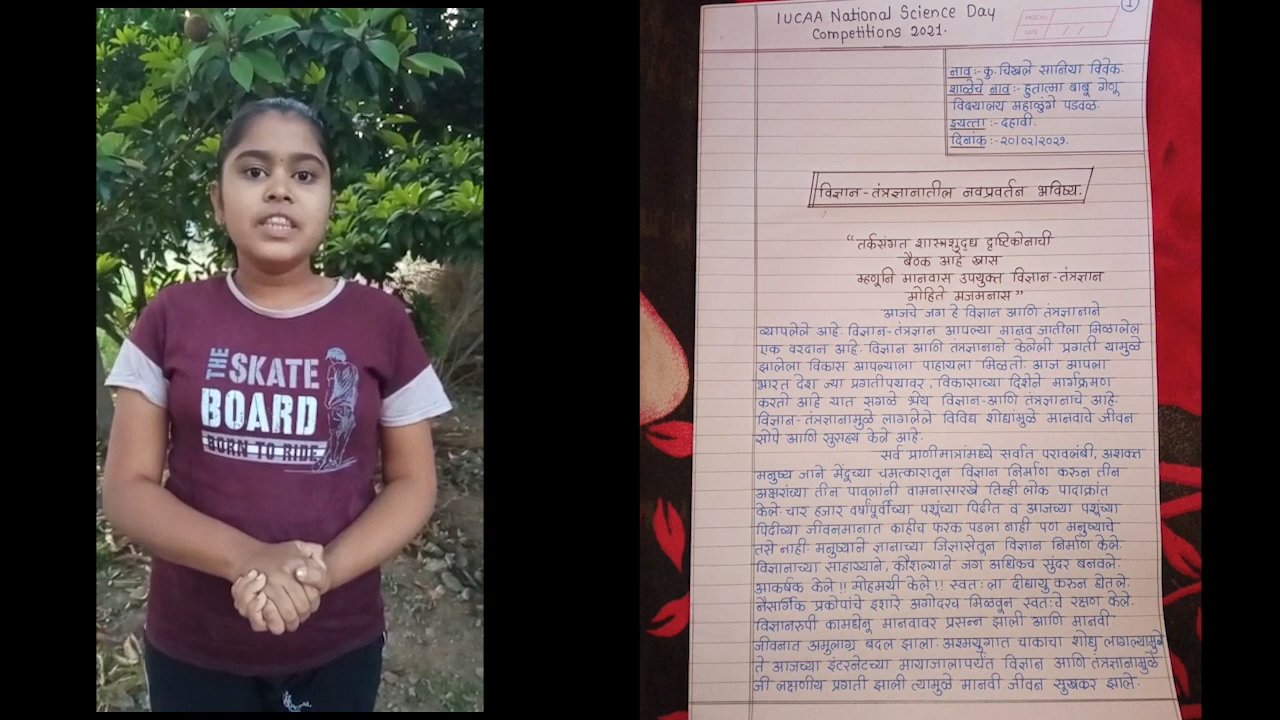 THE
SKATE
BOARD
BORN TO RIDE
1
IUCAA National Science Day
Competitions 2021.
नाव :- कु. चिखले सानिया विवेक.
शाळेचे नाव :- हुतात्मा बाबू गेणू
विद्यालय महाळुंगे पडवळ.
इयत्ता :- दहावी.
दिनांक :- २०/०२/२०२१.
विज्ञान - तंत्रज्ञानातील नवप्रवर्तन भविष्य.
“तर्कसंगत शास्त्रशुद्ध दृष्टिकोनाची
बैठक आहे खास
म्हणूनि मानवास उपयुक्त विज्ञान - तंत्रज्ञान
मोहिते मजमनास”
आजचे जग हे विज्ञान आणि तंत्रज्ञानाने
व्यापलेले आहे. विज्ञान - तंत्रज्ञान आपल्या मानव जातीला मिळालेल
एक वरदान आहे. विज्ञान आणि तंत्रज्ञानाने केलेली प्रगती यामुळे
झालेला विकास आपल्याला पाहायला मिळतो. आज आपला
भारत देश ज्या प्रगतीपथावर, विकासाच्या दिशेने मार्गक्रमण
करतो आहे यात सगळे श्रेय विज्ञान - आणि तंत्रज्ञानाचे आहे.
विज्ञान - तंत्रज्ञानामुळे लागलेले विविध शोधांमुळे मानवाचे जीवन
सोपे आणि सुसह्य केले आहे.
सर्व प्राणीमात्रांमध्ये सर्वात परावलंबी, अशक्त
मनुष्य जाने मेंदूच्या चमत्कारातून विज्ञान निर्माण करुन तीन
अक्षरांच्या तीन पावलांनी वामनासारखे तिन्ही लोक पादाक्रांत
केले. चार हजार वर्षांपूर्वीच्या पशुंच्या पिढीत व आजच्या पशुंच्या
पिढीच्या जीवनमानात काहीच फरक पडला नाही पण मनुष्याचे
तसे नाही. मनुष्याने ज्ञानाच्या जिज्ञासेतून विज्ञान निर्माण केले.
विज्ञानाच्या साहाय्याने, कौशल्याने जग अधिकच सुंदर बनवले.
आकर्षक केले !! मोहमयी केले !! स्वतः ला दीर्घायु करुन घेतले.
नैसर्गिक प्रकोपांचे इशारे अगोदरच मिळवून स्वतःचे रक्षण केले.
विज्ञानरुपी कामधेनू मानवावर प्रसन्न झाली आणि मानवी
जीवनात अमुलाग्र बदल झाला. अश्मयुगात चाकाचा शोध लागल्यामुळे
ते आजच्या इंटरनेटच्या मायाजालापर्यंत विज्ञान आणि तंत्रज्ञानामुळे
जी लक्षणीय प्रगती झाली त्यामुळे मानवी जीवन सुखकर झाले.